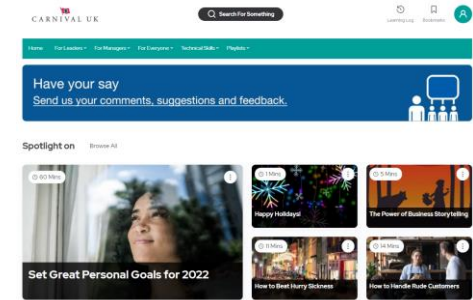 CARNIVAL UK
Search For Something
Learning Log
Bookmarks
Home For Leaders For Managers For Everyone Technical Skills Playlists
Have your say
Send us your comments, suggestions and feedback.
Spotlight on Browse All
60 Mins
Set Great Personal Goals for 2022
1 Mins
Happy Holidays!
5 Mins
The Power of Business Storytelling
11 Mins
How to Beat Hurry Sickness
14 Mins
How to Handle Rude Customers